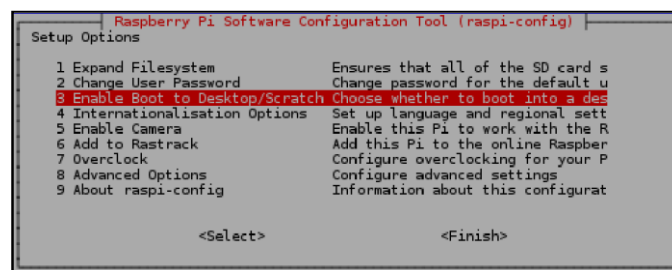 Raspberry Pi Software Configuration Tool (raspi-config)
Setup Options
1 Expand Filesystem Ensures that all of the SD card s
2 Change User Password Change password for the default u
3 Enable Boot to Desktop/Scratch Choose whether to boot into a des
4 Internationalisation Options Set up language and regional sett
5 Enable Camera Enable this Pi to work with the R
6 Add to Rastrack Add this Pi to the online Raspber
7 Overclock Configure overclocking for your P
8 Advanced Options Configure advanced settings
9 About raspi-config Information about this configurat
<Select> <Finish>